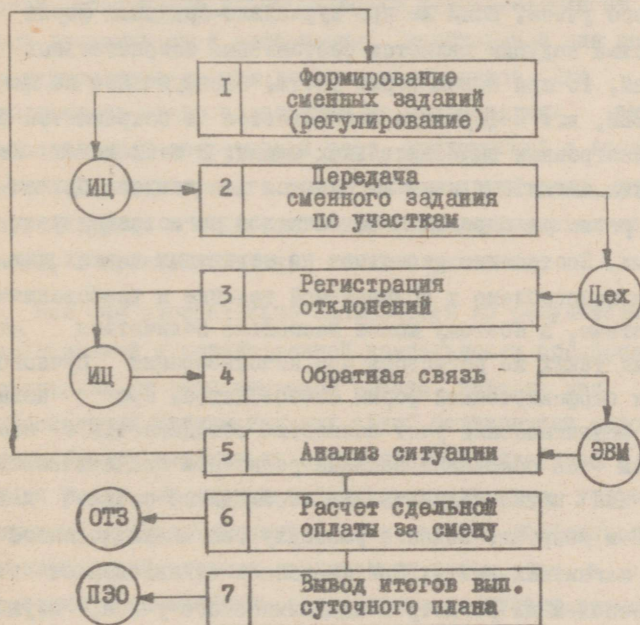 I Формирование
сменных заданий
(регулирование)
ИЦ
2 Передача
сменного задания
по участкам
3 Регистрация
отклонений
Цех
ИЦ
4 Обратная связь
5 Анализ ситуации
ЭВМ
ОТЗ
6 Расчет сдельной
оплаты за смену
ПЭО
7 Вывод итогов вып.
суточного плана